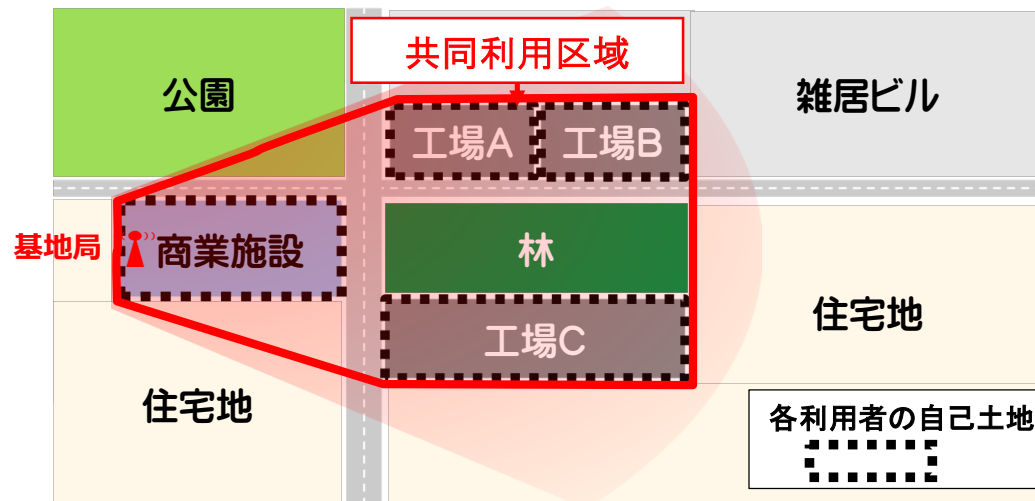 共同利用区域
公園
雑居ビル
工場A
工場B
基地局
商業施設
林
工場C
住宅地
住宅地
各利用者の自己土地